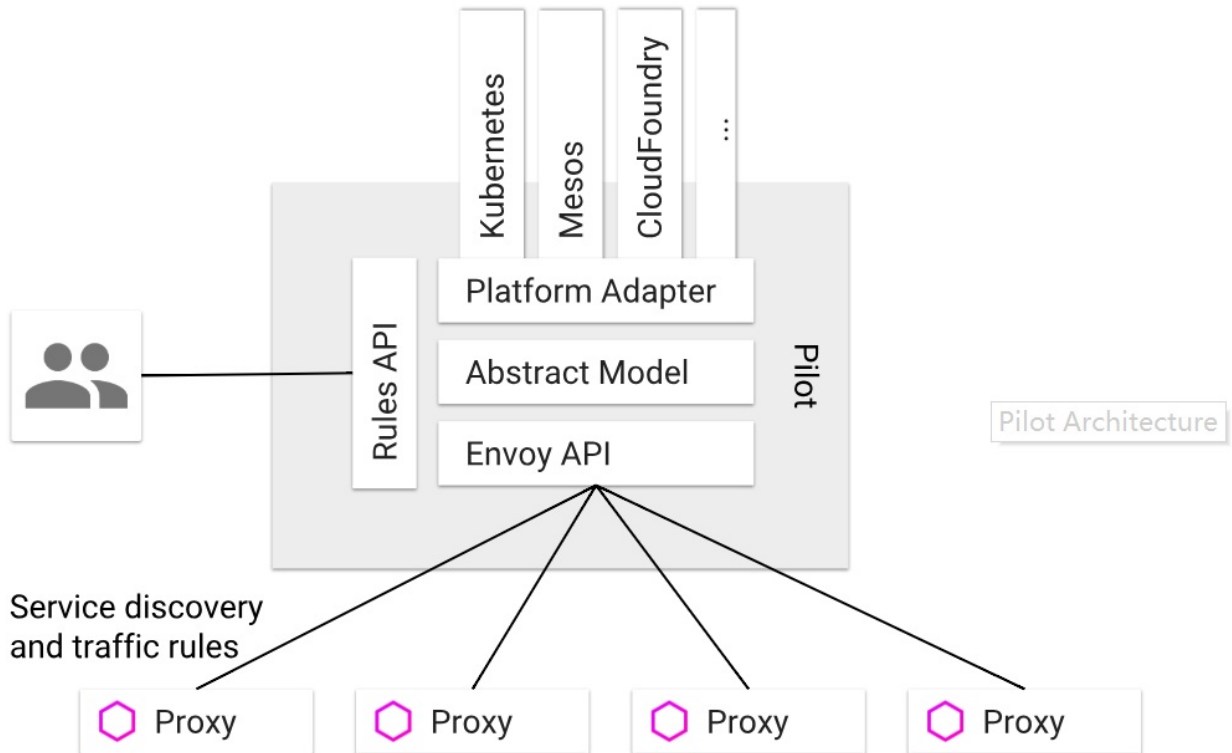 Kubernetes
Mesos
CloudFoundry
...
Platform Adapter
Rules API
Abstract Model
Pilot
Envoy API
Pilot Architecture
Service discovery
and traffic rules
Proxy
Proxy
Proxy
Proxy